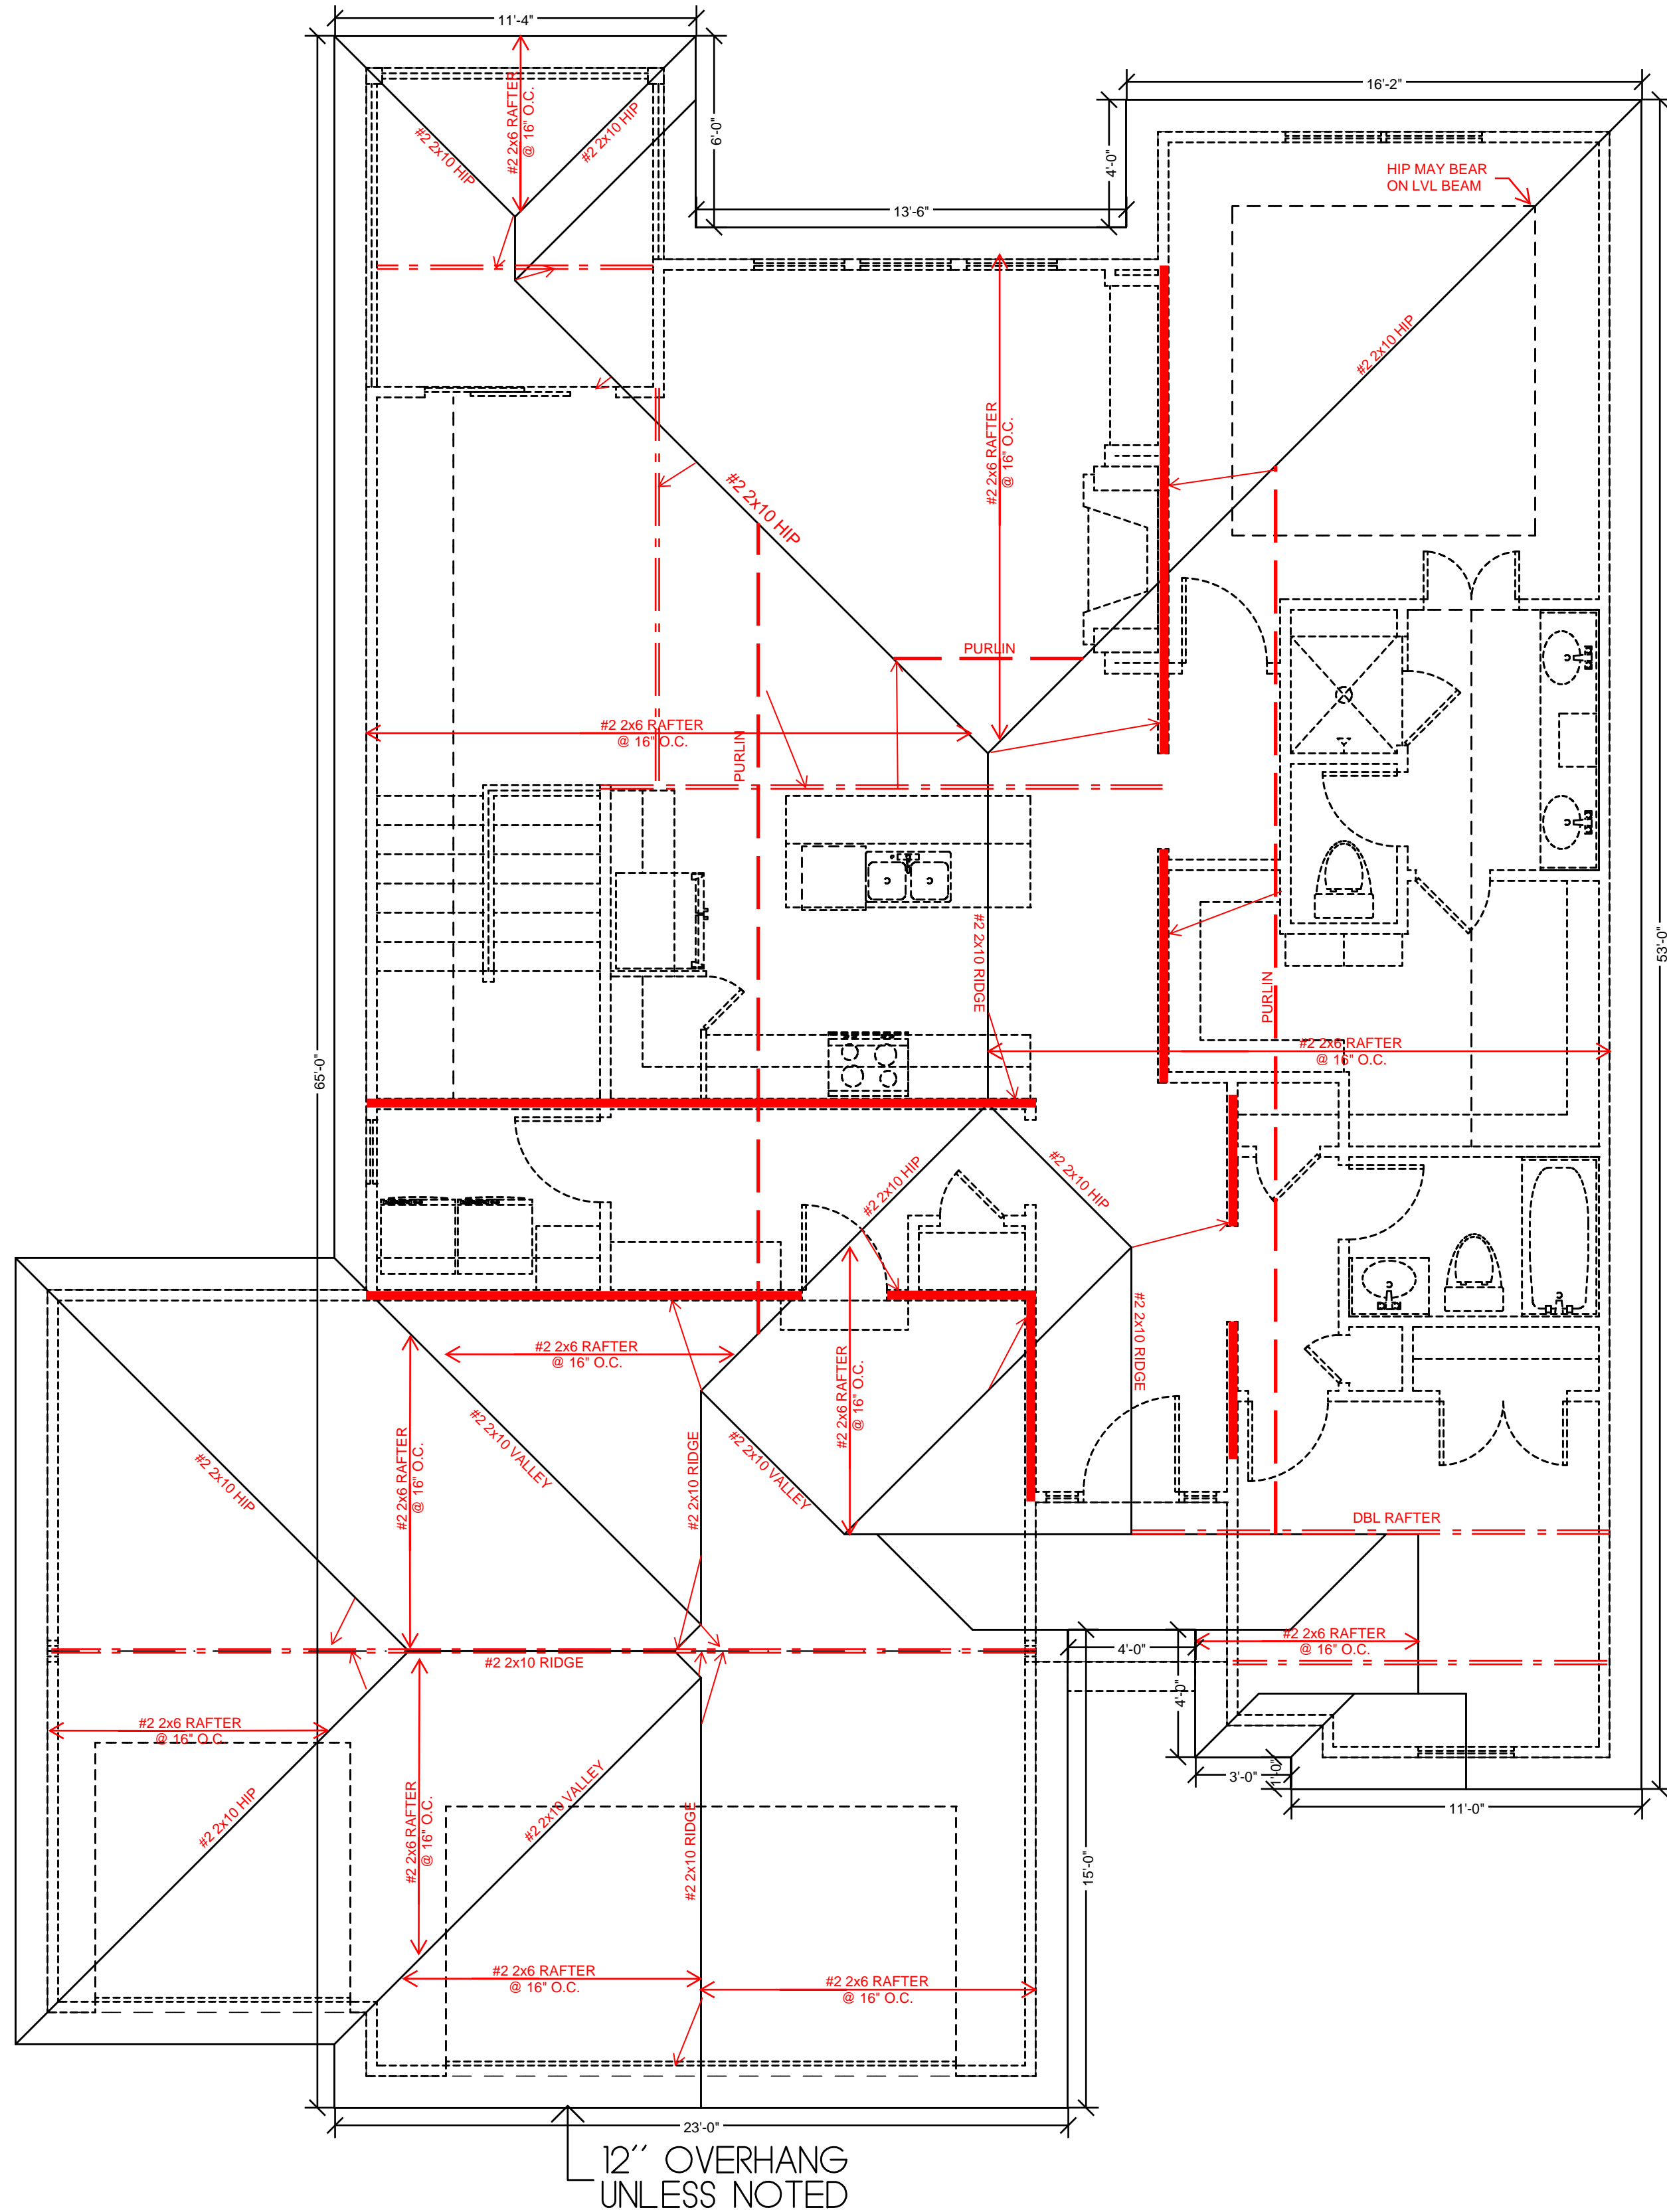 11'-4"
16'-2"
#2 2x6 RAFTER
@ 16" O.C.
#2 2x10 HIP
#2 2x10 HIP
6'-0"
4'-0"
HIP MAY BEAR
ON LVL BEAM
13'-6"
#2 2x10 HIP
#2 2x6 RAFTER
@ 16" O.C.
#2 2x10 HIP
PURLIN
#2 2x6 RAFTER
@ 16" O.C.
PURLIN
#2 2x10 RIDGE
53'-0"
PURLIN
65'-0"
#2 2x6 RAFTER
@ 16" O.C.
#2 2x10 HIP
#2 2x10 HIP
#2 2x6 RAFTER
@ 16" O.C.
#2 2x10 RIDGE
#2 2x6 RAFTER
@ 16" O.C.
#2 2x10 VALLEY
#2 2x6 RAFTER
@ 16" O.C.
#2 2x10 HIP
#2 2x10 RIDGE
#2 2x10 VALLEY
DBL RAFTER
#2 2x6 RAFTER
@ 16" O.C.
4'-0"
#2 2x10 RIDGE
4'-0"
#2 2x6 RAFTER
@ 16" O.C.
#2 2x10 HIP
#2 2x6 RAFTER
@ 16" O.C.
#2 2x10 VALLEY
#2 2x10 RIDGE
3'-0"
1'-0"
11'-0"
15'-0"
#2 2x6 RAFTER
@ 16" O.C.
#2 2x6 RAFTER
@ 16" O.C.
23'-0"
12" OVERHANG
UNLESS NOTED